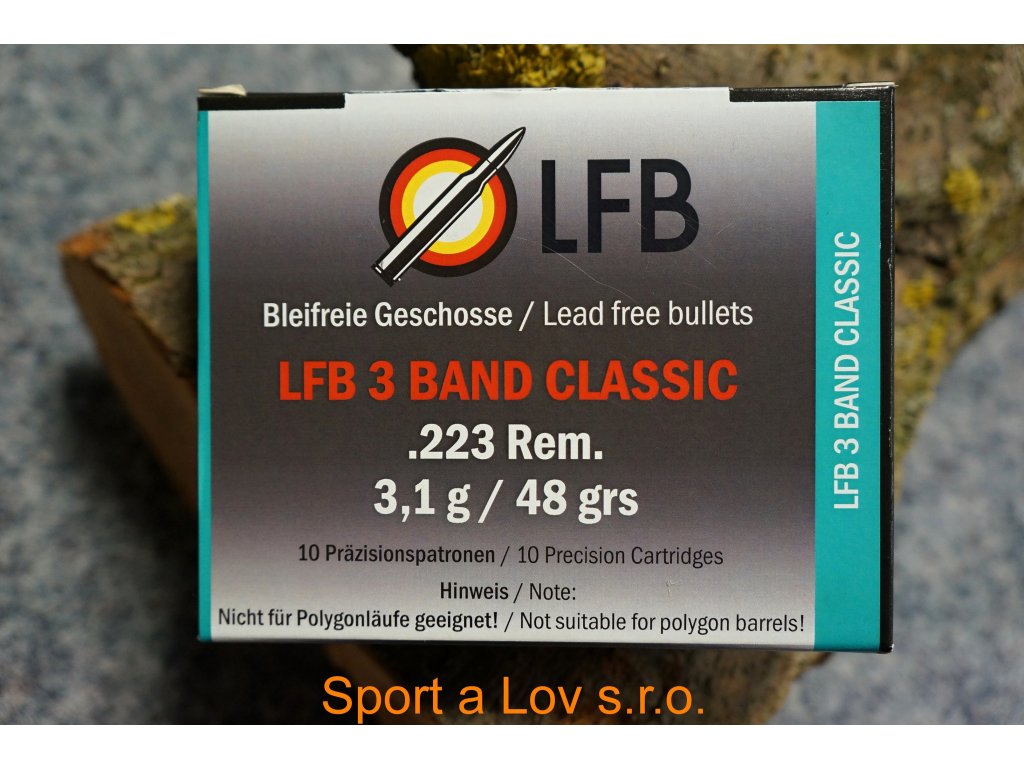 LFB
Bleifreie Geschosse / Lead free bullets
LFB 3 BAND CLASSIC
.223 Rem.
3,1 g / 48 grs
10 Präzisionspatronen / 10 Precision Cartridges
Hinweis / Note:
Nicht für Polygonläufe geeignet! / Not suitable for polygon barrels!
LFB 3 BAND CLASSIC
Sport a Lov s.r.o.